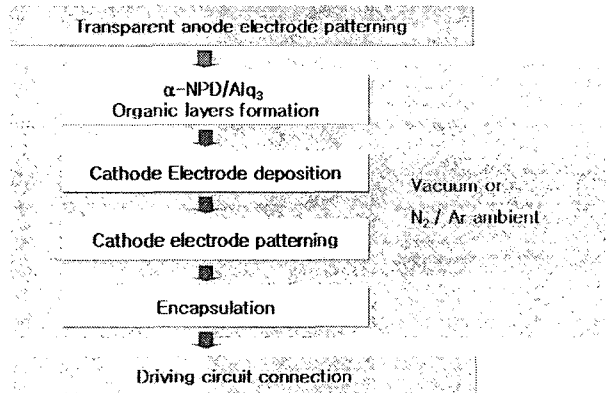 Transparent anode electrode patterning
α-NPD/Alq₃
Organic layers formation
Cathode Electrode deposition
Vacuum or
N₂ / Ar ambient
Cathode electrode patterning
Encapsulation
Driving circuit connection